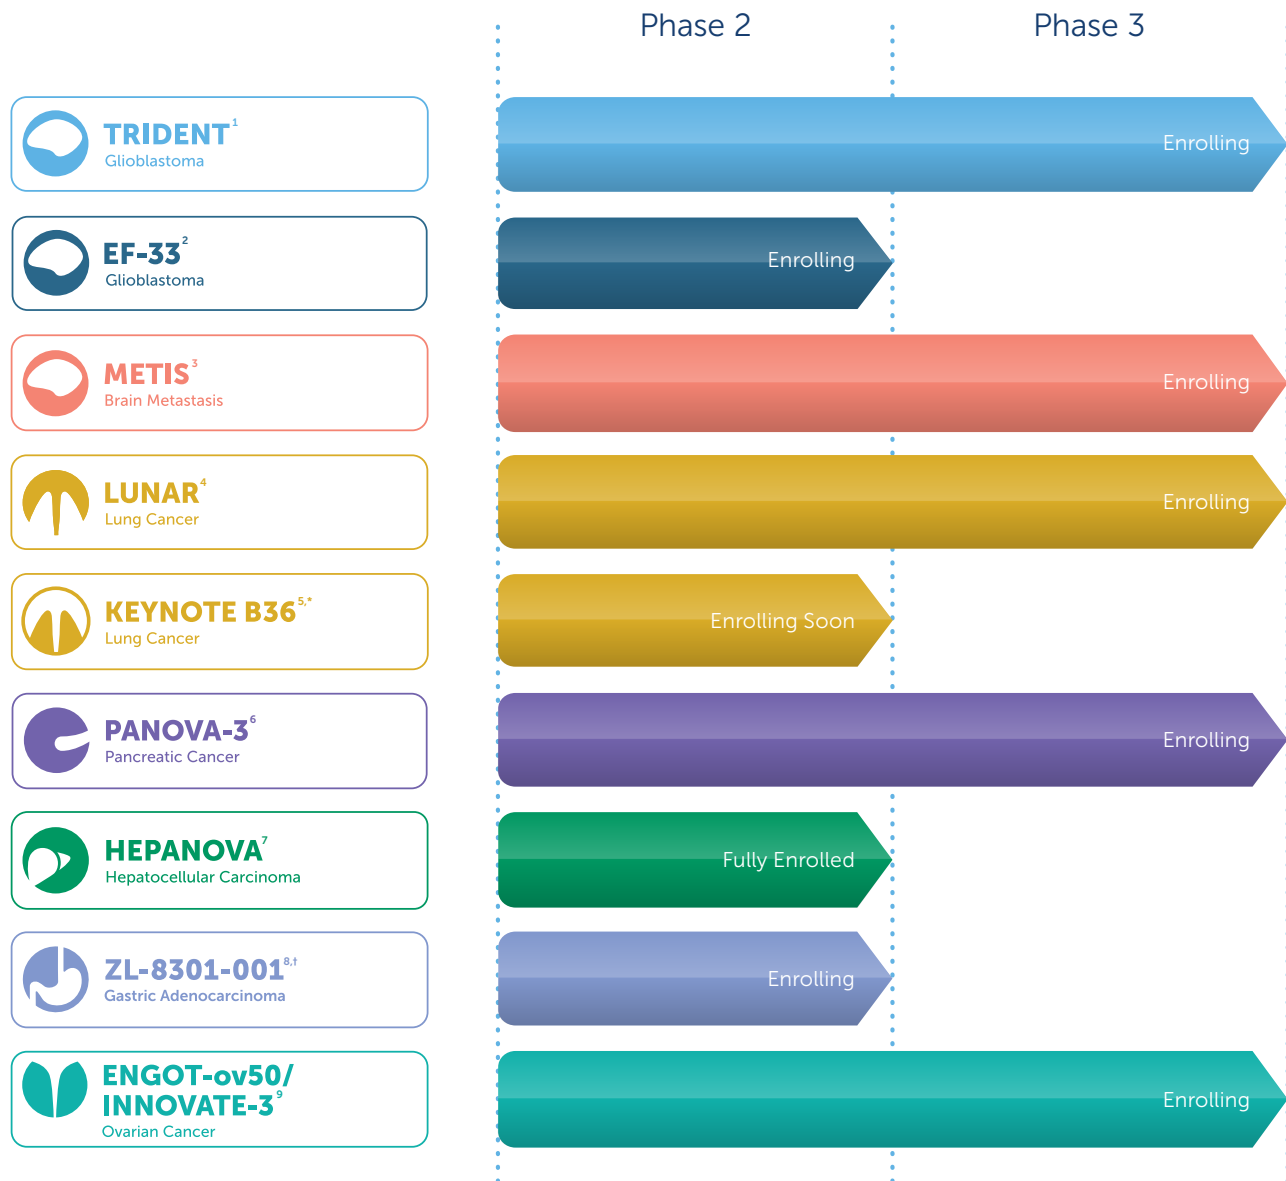 Phase 2
Phase 3
TRIDENT¹
Glioblastoma
Enrolling
EF-33²
Glioblastoma
Enrolling
METIS³
Brain Metastasis
Enrolling
LUNAR⁴
Lung Cancer
Enrolling
KEYNOTE B36⁵,*
Lung Cancer
Enrolling Soon
PANOVA-3⁶
Pancreatic Cancer
Enrolling
HEPANOVA⁷
Hepatocellular Carcinoma
Fully Enrolled
ZL-8301-001⁸,†
Gastric Adenocarcinoma
Enrolling
ENGOT-ov50/
INNOVATE-3⁹
Ovarian Cancer
Enrolling